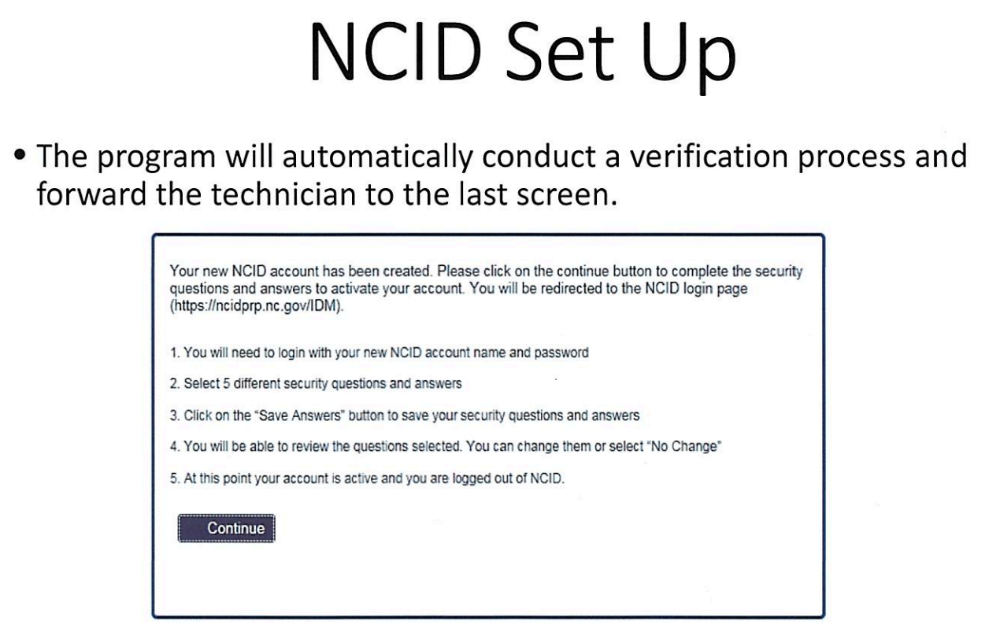 NCID Set Up
• The program will automatically conduct a verification process and
forward the technician to the last screen.
Your new NCID account has been created. Please click on the continue button to complete the security
questions and answers to activate your account. You will be redirected to the NCID login page
(https://ncidprp.nc.gov/IDM).
1. You will need to login with your new NCID account name and password
2. Select 5 different security questions and answers
3. Click on the “Save Answers” button to save your security questions and answers
4. You will be able to review the questions selected. You can change them or select “No Change”
5. At this point your account is active and you are logged out of NCID.
Continue